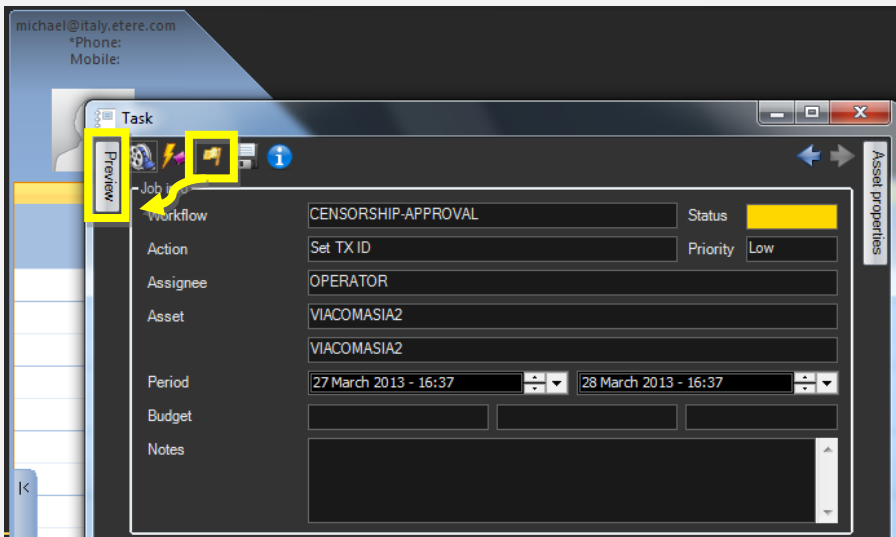 michael@italy.etere.com
*Phone:
Mobile:
Task
Preview
Asset properties
Job info
Workflow CENSORSHIP-APPROVAL Status
Action Set TX ID Priority Low
Assignee OPERATOR
Asset VIACOMASIA2
VIACOMASIA2
Period 27 March 2013 - 16:37 28 March 2013 - 16:37
Budget
Notes